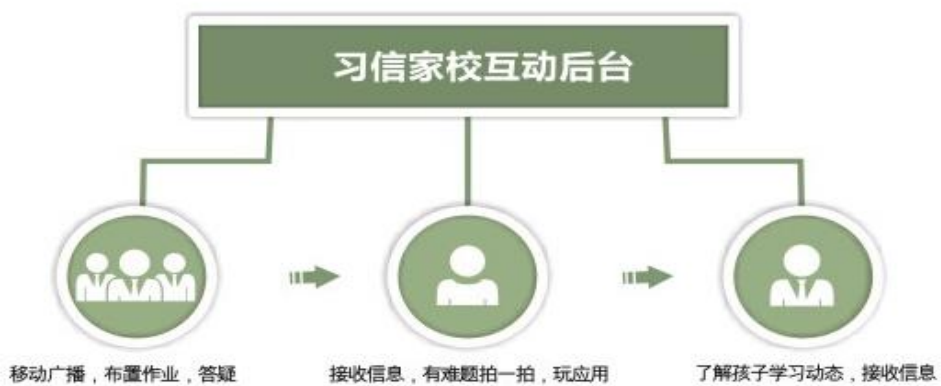 习信家校互动后台
移动广播，布置作业，答疑
接收信息，有难题拍一拍，玩应用
了解孩子学习动态，接收信息